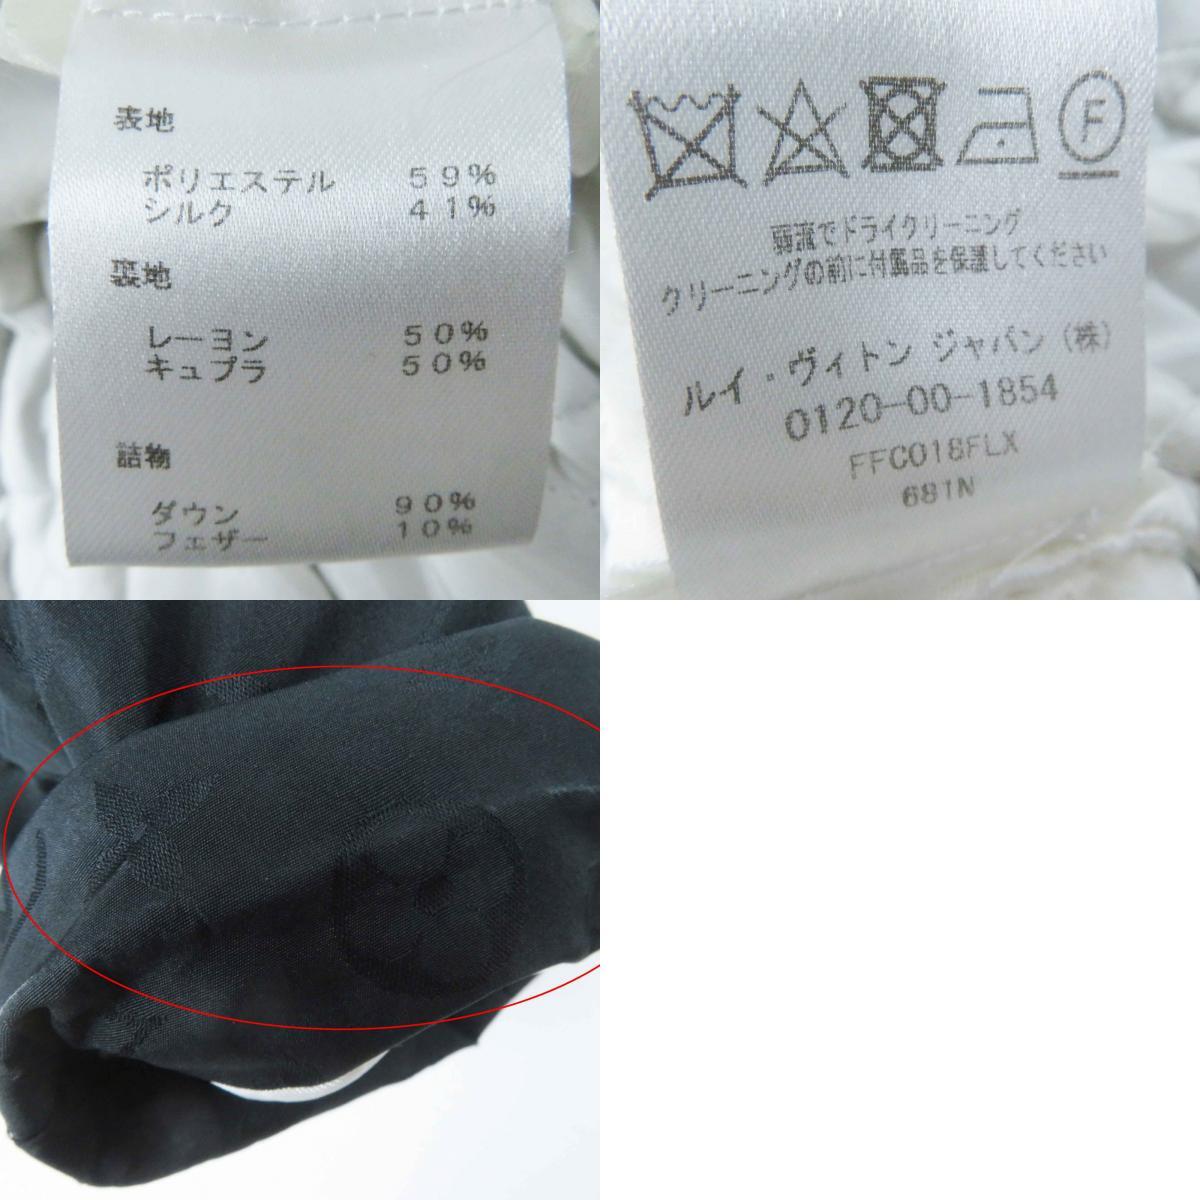 表地
ポリエステル 59%
シルク 41%
裏地
レーヨン 50%
キュプラ 50%
詰物
ダウン 90%
フェザー 10%
F
弱流でドライクリーニング
クリーニングの前に付属品を保護してください
ルイ・ヴィトン ジャパン(株)
0120-00-1854
FFC018FLX
681N